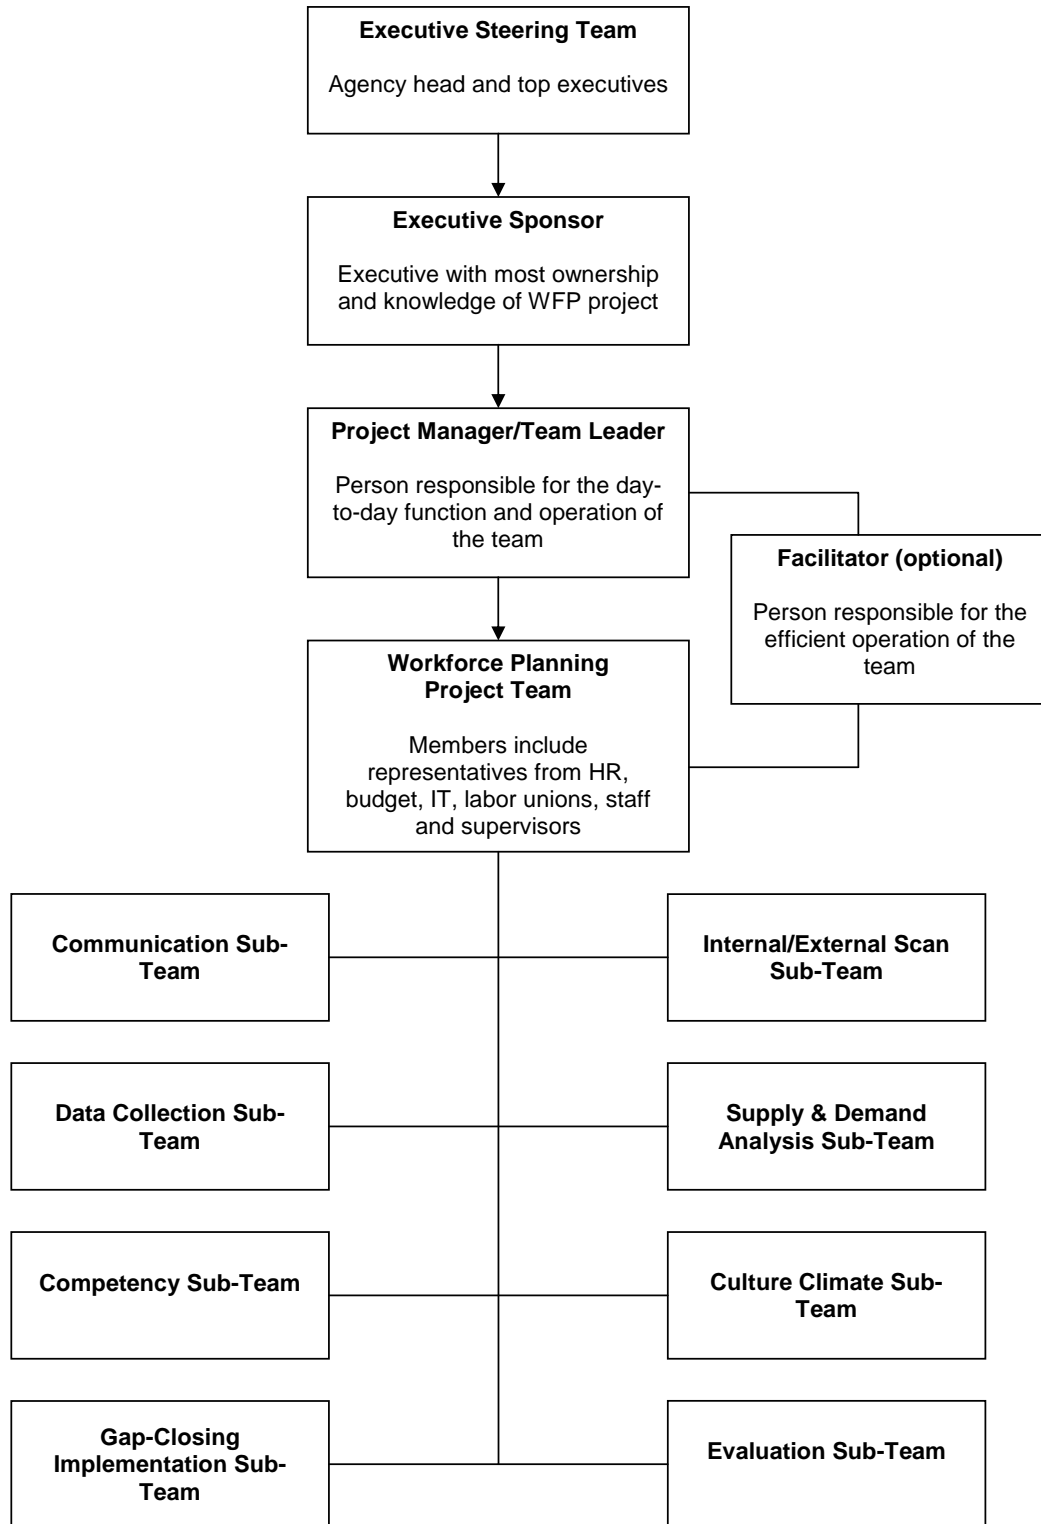 Executive Steering Team
Agency head and top executives
Executive Sponsor
Executive with most ownership
and knowledge of WFP project
Project Manager/Team Leader
Person responsible for the day-
to-day function and operation of
the team
Facilitator (optional)
Person responsible for the
efficient operation of the
team
Workforce Planning
Project Team
Members include
representatives from HR,
budget, IT, labor unions, staff
and supervisors
Communication Sub-
Team
Internal/External Scan
Sub-Team
Data Collection Sub-
Team
Supply & Demand
Analysis Sub-Team
Competency Sub-Team
Culture Climate Sub-
Team
Gap-Closing
Implementation Sub-
Team
Evaluation Sub-Team